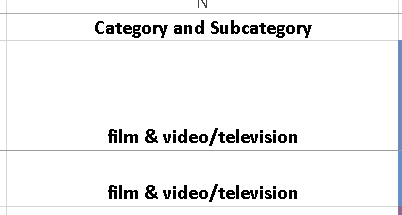 N
Category and Subcategory
film & video/television
film & video/television